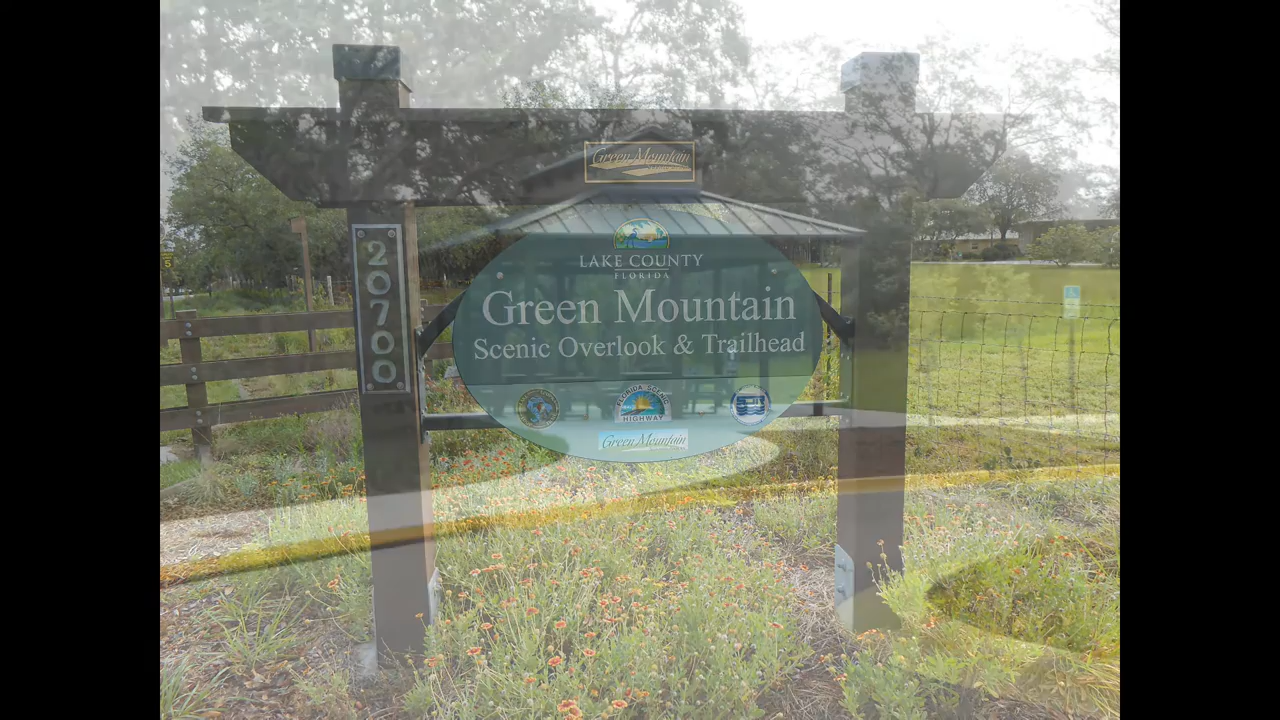 Green Mountain
20700
LAKE COUNTY
FLORIDA
Green Mountain
Scenic Overlook & Trailhead
FLORIDA SCENIC
HIGHWAY
Green Mountain